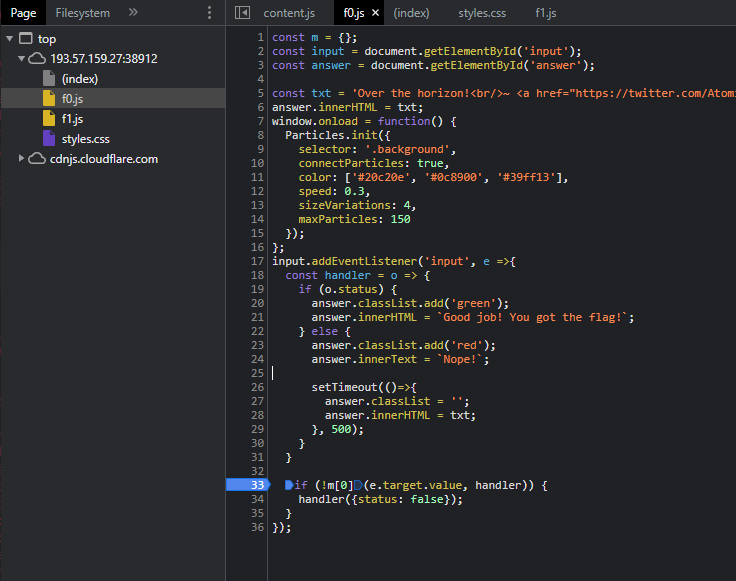 Page Filesystem »
top
193.57.159.27:38912
(index)
f0.js
f1.js
styles.css
cdnjs.cloudflare.com
content.js f0.js × (index) styles.css f1.js
1 const m = {};
2 const input = document.getElementById('input');
3 const answer = document.getElementById('answer');
4
5 const txt = 'Over the horizon!<br/>~ <a href="https://twitter.com/Atomi
6 answer.innerHTML = txt;
7 window.onload = function() {
8 Particles.init({
9 selector: '.background',
10 connectParticles: true,
11 color: ['#20c20e', '#0c8900', '#39ff13'],
12 speed: 0.3,
13 sizeVariations: 4,
14 maxParticles: 150
15 });
16 };
17 input.addEventListener('input', e =>{
18 const handler = o => {
19 if (o.status) {
20 answer.classList.add('green');
21 answer.innerHTML = `Good job! You got the flag!`;
22 } else {
23 answer.classList.add('red');
24 answer.innerText = `Nope!`;
25
26 setTimeout(()=>{
27 answer.classList = '';
28 answer.innerHTML = txt;
29 }, 500);
30 }
31 }
32
33 if (!m[0](e.target.value, handler)) {
34 handler({status: false});
35 }
36 });